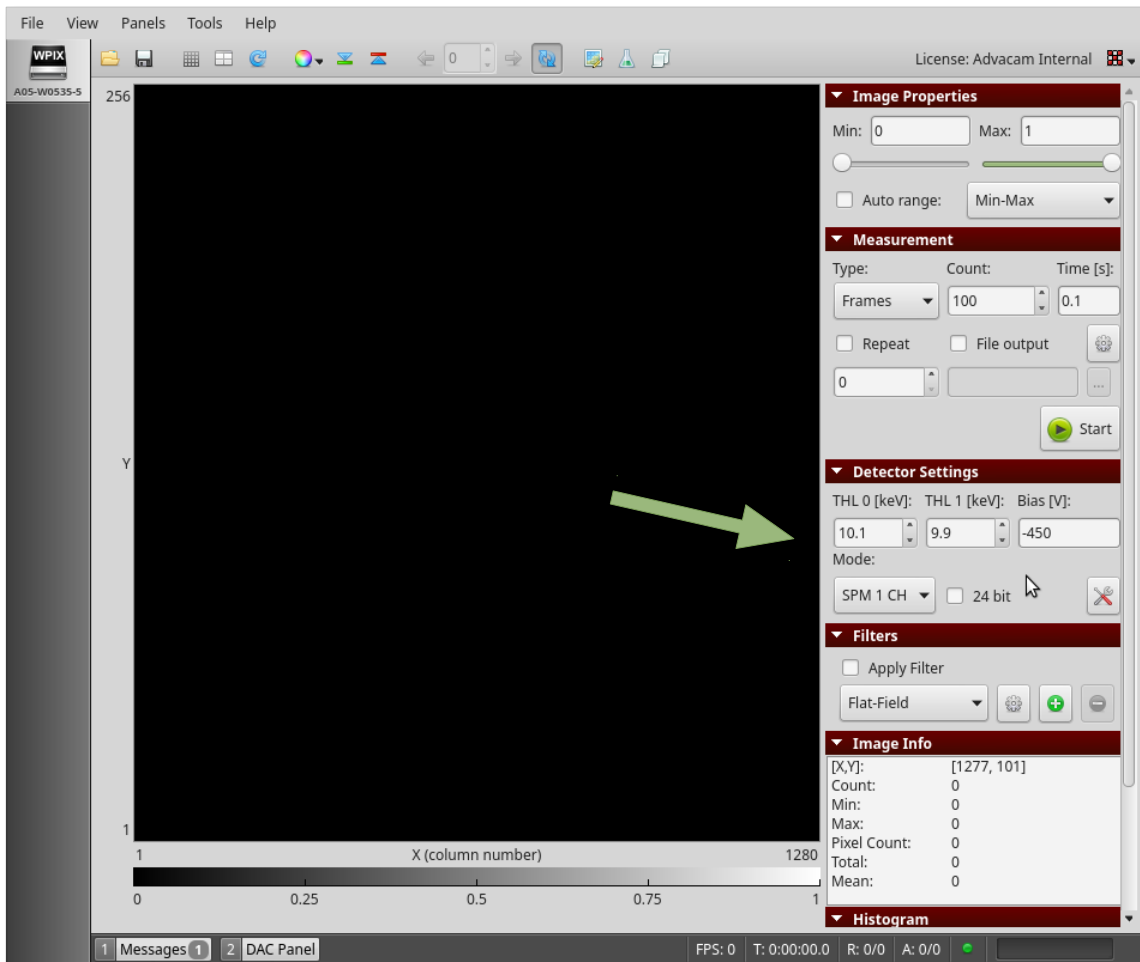 File View Panels Tools Help
WPIX
A05-W0535-5
0
License: Advacam Internal
256
Y
1
1 X (column number) 1280
0 0.25 0.5 0.75 1
Image Properties
Min: 0 Max: 1
Auto range: Min-Max
Measurement
Type: Count: Time [s]:
Frames 100 0.1
Repeat File output
0 ...
Start
Detector Settings
THL 0 [keV]: THL 1 [keV]: Bias [V]:
10.1 9.9 -450
Mode:
SPM 1 CH 24 bit
Filters
Apply Filter
Flat-Field
Image Info
[X,Y]: [1277, 101]
Count: 0
Min: 0
Max: 0
Pixel Count: 0
Total: 0
Mean: 0
Histogram
1 Messages 1 2 DAC Panel FPS: 0 T: 0:00:00.0 R: 0/0 A: 0/0